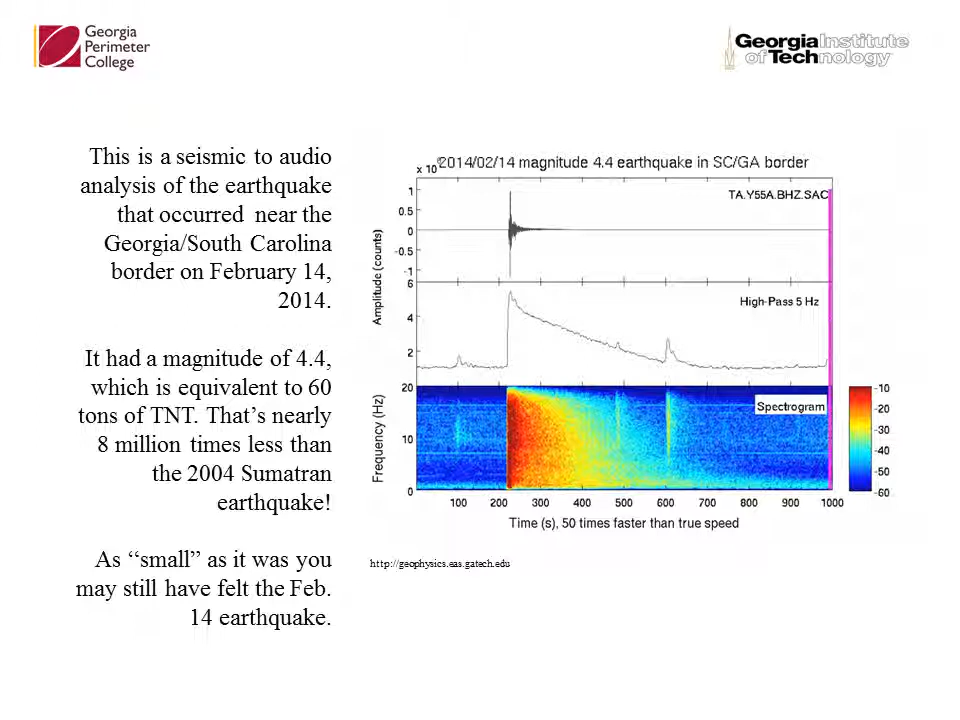 Georgia
Perimeter
College
GeorgiaInstitute
of Technology
This is a seismic to audio
analysis of the earthquake
that occurred near the
Georgia/South Carolina
border on February 14,
2014.
It had a magnitude of 4.4,
which is equivalent to 60
tons of TNT. That’s nearly
8 million times less than
the 2004 Sumatran
earthquake!
As “small” as it was you
may still have felt the Feb.
14 earthquake.
x 10
2014/02/14 magnitude 4.4 earthquake in SC/GA border
TA.Y55A.BHZ.SAC
1
0.5
0
-0.5
-1
Amplitude (counts)
High-Pass 5 Hz
6
4
2
Spectrogram
20
10
0
Frequency (Hz)
-10
-20
-30
-40
-50
-60
100 200 300 400 500 600 700 800 900 1000
Time (s), 50 times faster than true speed
http://geophysics.eas.gatech.edu